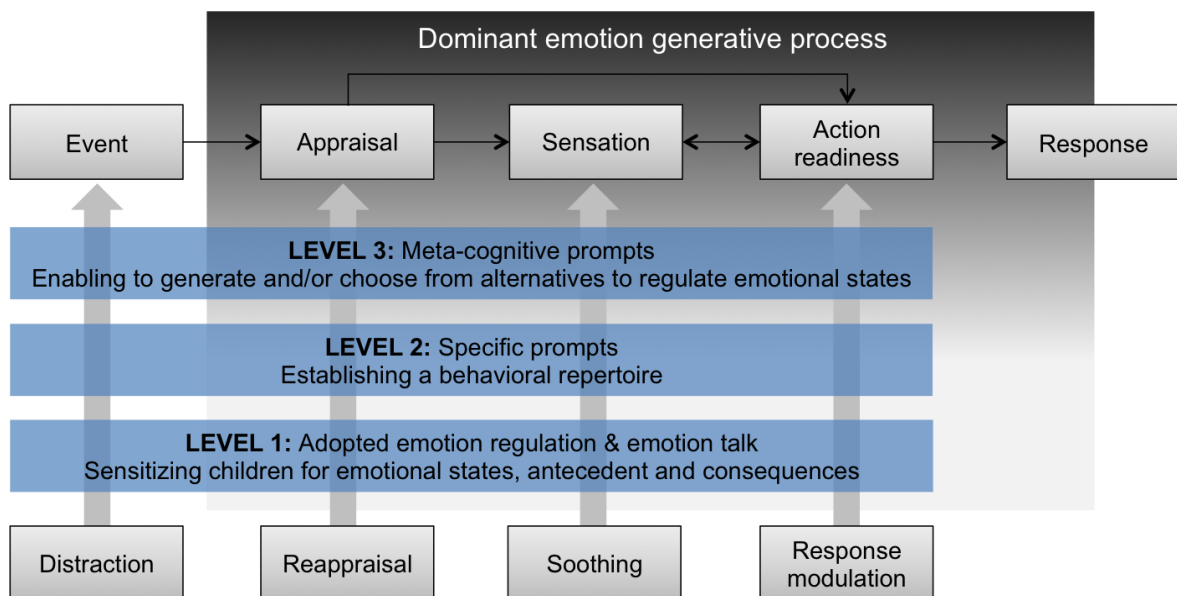 Dominant emotion generative process
Event
Appraisal
Sensation
Action
readiness
Response
LEVEL 3: Meta-cognitive prompts
Enabling to generate and/or choose from alternatives to regulate emotional states
LEVEL 2: Specific prompts
Establishing a behavioral repertoire
LEVEL 1: Adopted emotion regulation & emotion talk
Sensitizing children for emotional states, antecedent and consequences
Distraction
Reappraisal
Soothing
Response
modulation